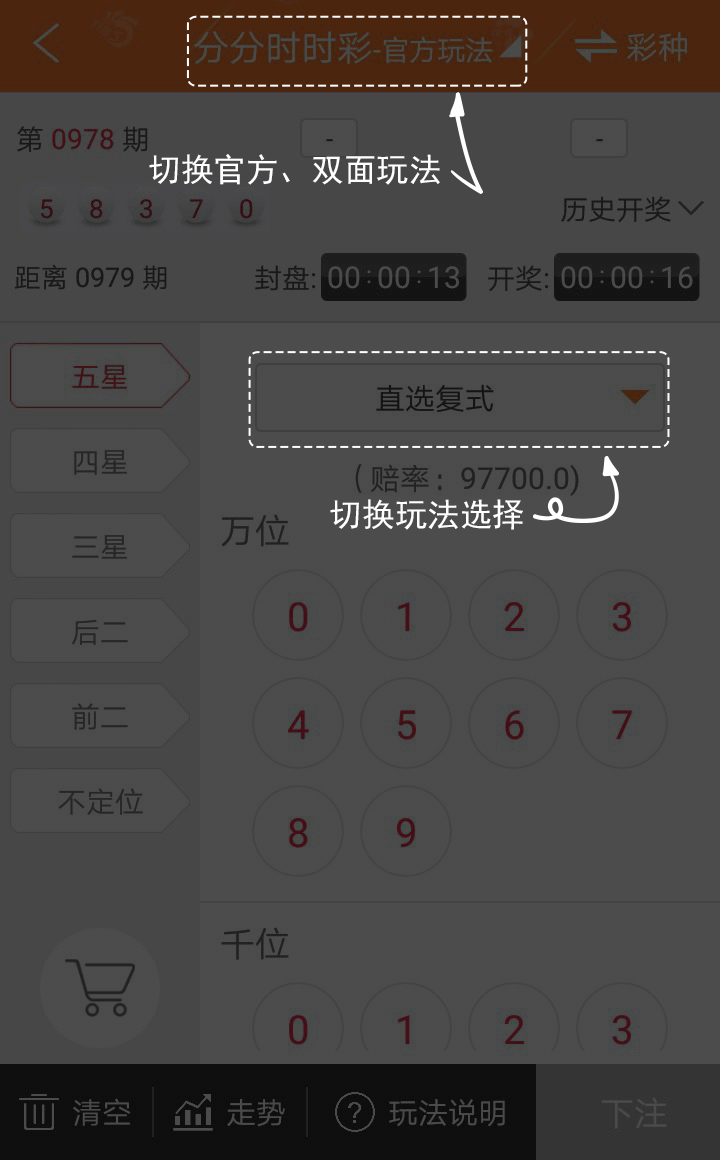 分分时时彩-官方玩法 彩种
第 0978 期 - -
切换官方、双面玩法
5 8 3 7 0 历史开奖
距离 0979 期 封盘: 00:00:13 开奖: 00:00:16
五星 直选复式
四星 (赔率: 97700.0)
切换玩法选择
万位
三星
0 1 2 3
后二
前二 4 5 6 7
不定位
8 9
千位
0 1 2 3
清空 走势 ? 玩法说明 下注